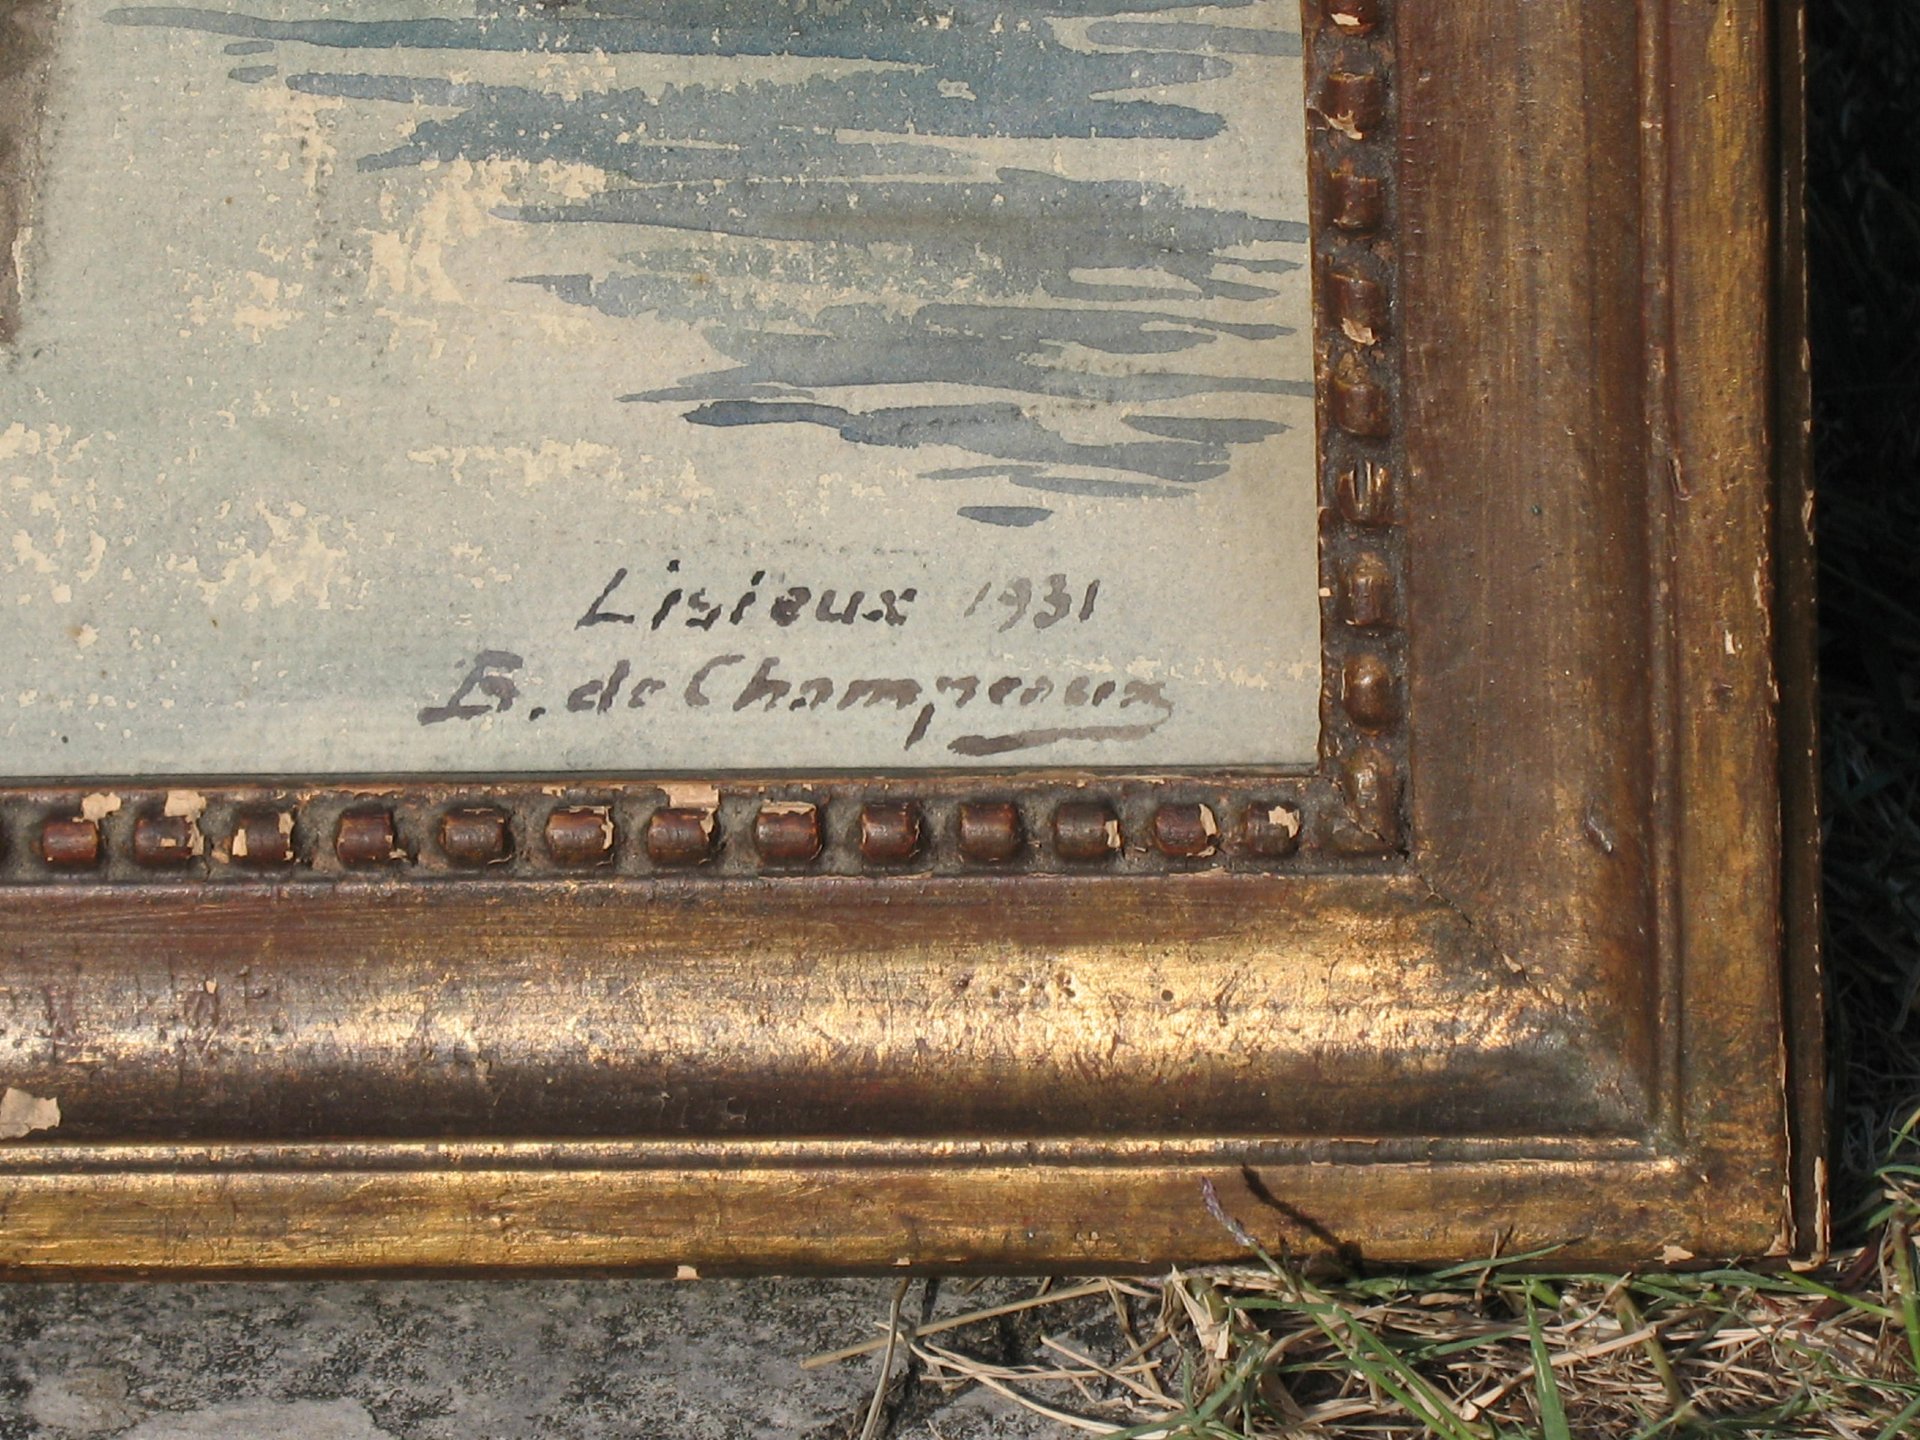 Lisieux 1931
B. de Champeaux